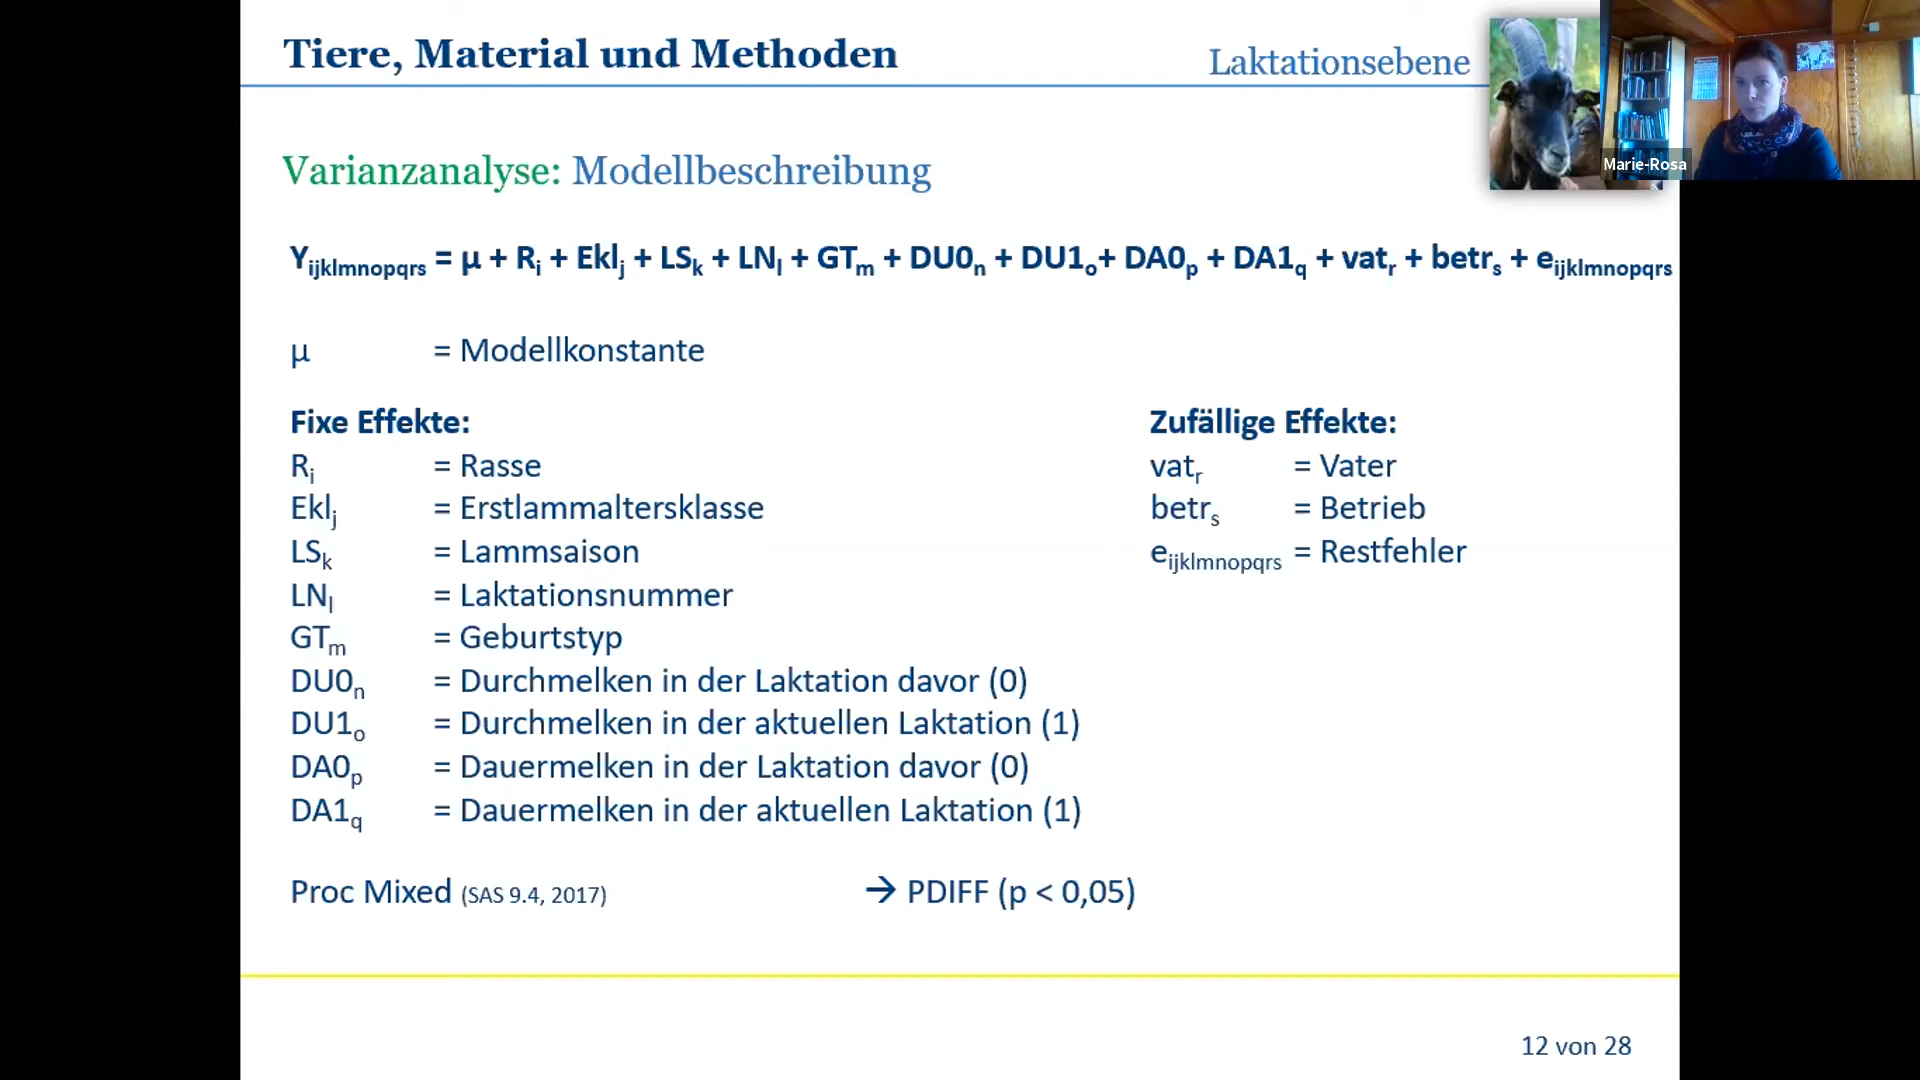 Tiere, Material und Methoden
Laktationsebene
Marie-Rosa
Varianzanalyse: Modellbeschreibung
Yijklmnopqrs = µ + Ri + Eklj + LSk + LNl + GTm + DU0n + DU1o+ DA0p + DA1q + vatr + betrs + eijklmnopqrs
µ = Modellkonstante
Fixe Effekte:
Ri = Rasse
Eklj = Erstlammaltersklasse
LSk = Lammsaison
LNl = Laktationsnummer
GTm = Geburtstyp
DU0n = Durchmelken in der Laktation davor (0)
DU1o = Durchmelken in der aktuellen Laktation (1)
DA0p = Dauermelken in der Laktation davor (0)
DA1q = Dauermelken in der aktuellen Laktation (1)
Zufällige Effekte:
vatr = Vater
betrs = Betrieb
eijklmnopqrs = Restfehler
Proc Mixed (SAS 9.4, 2017) → PDIFF (p < 0,05)
12 von 28